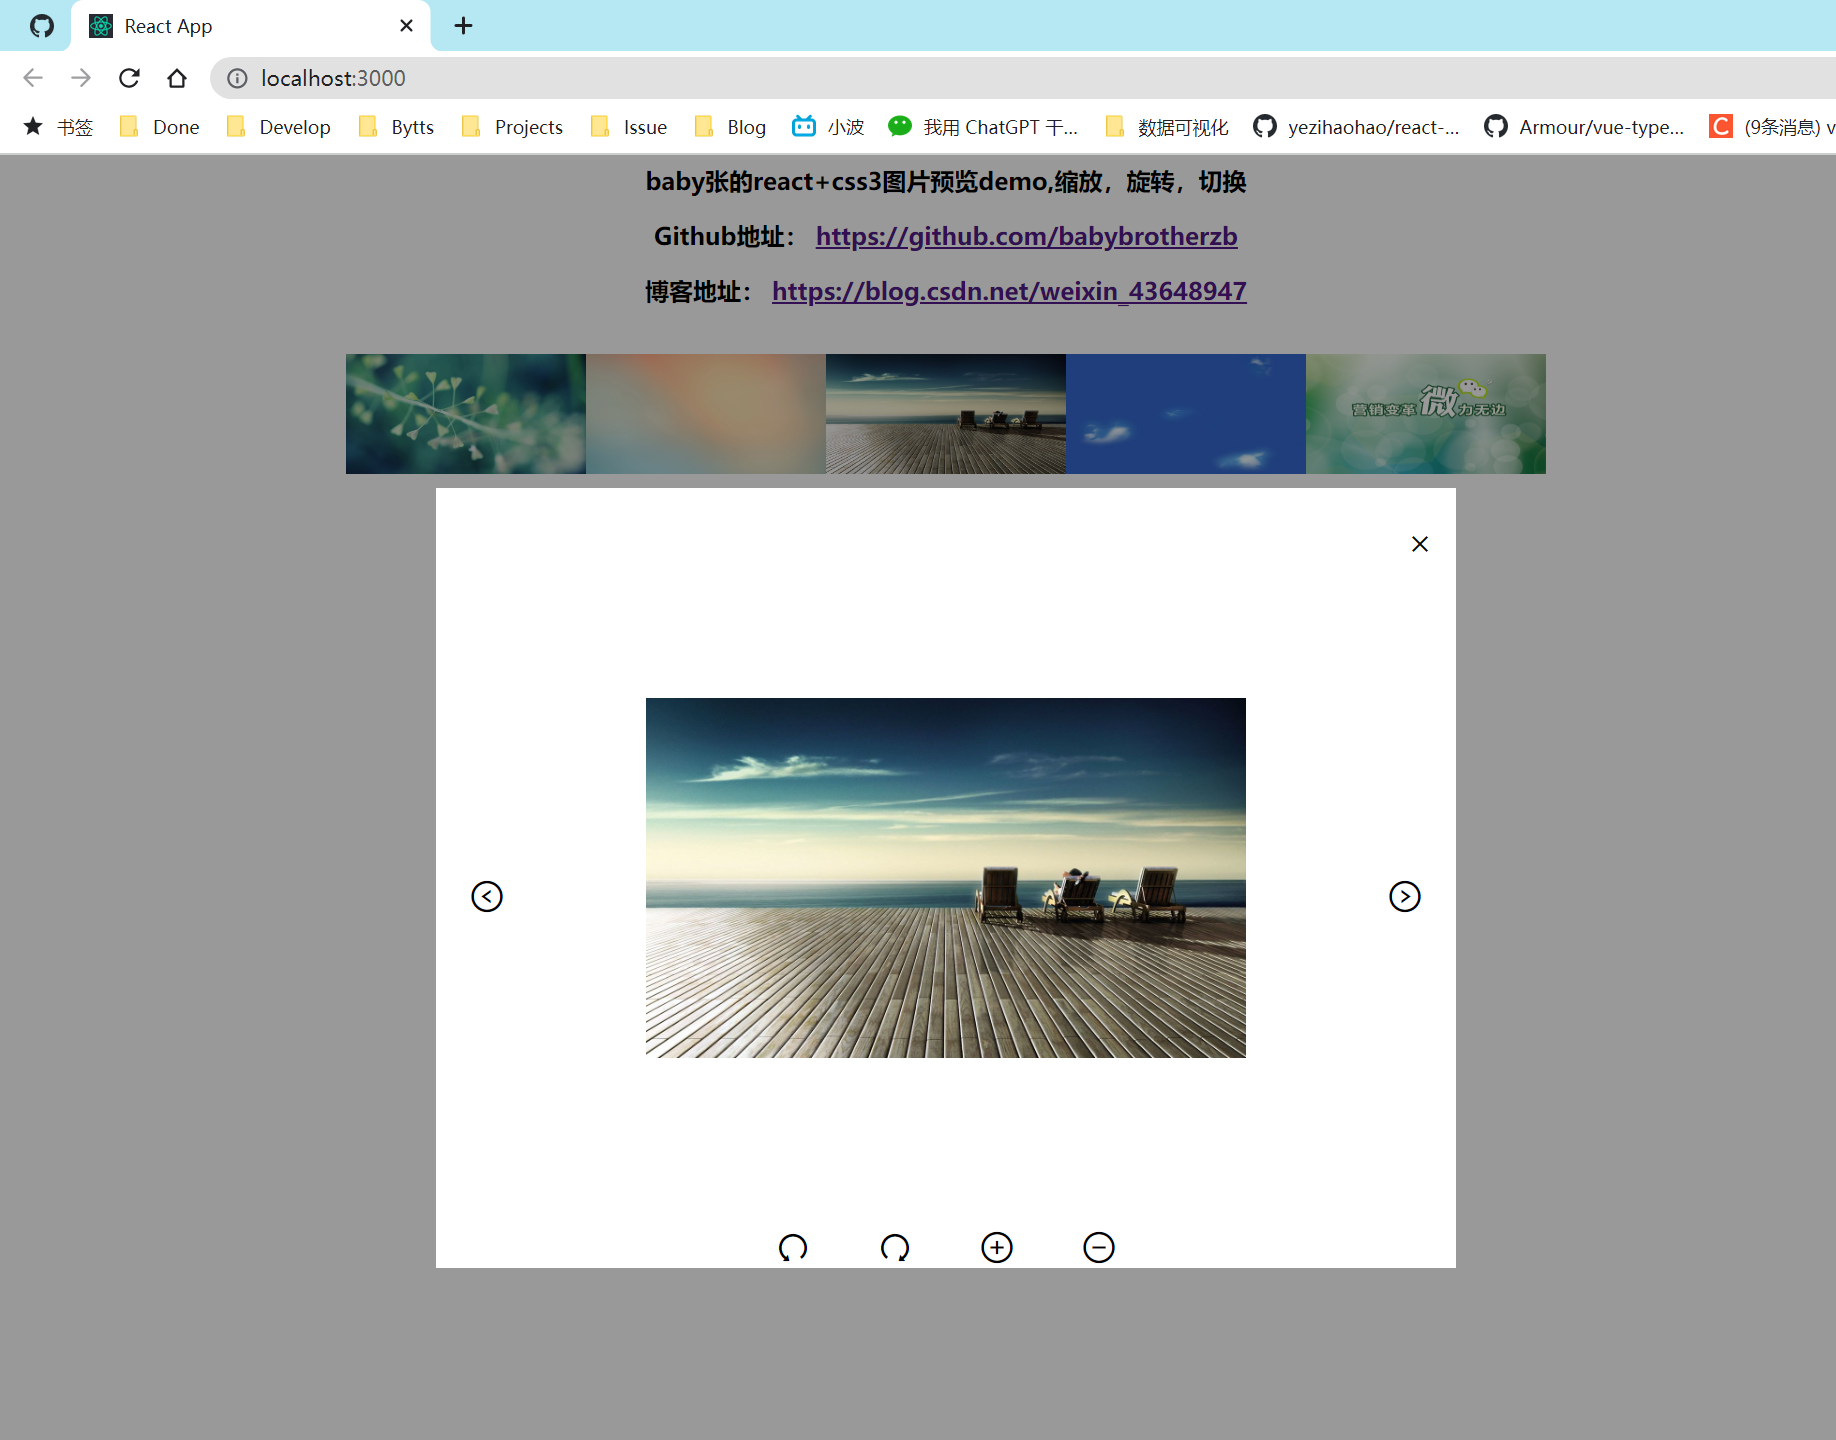 React App
localhost:3000
书签 Done Develop Bytts Projects Issue Blog 小波 我用 ChatGPT 干... 数据可视化 yezihaohao/react-... Armour/vue-type... C (9条消息) v
baby张的react+css3图片预览demo,缩放，旋转，切换
Github地址： https://github.com/babybrotherzb
博客地址： https://blog.csdn.net/weixin_43648947
营销变革 微 力无边